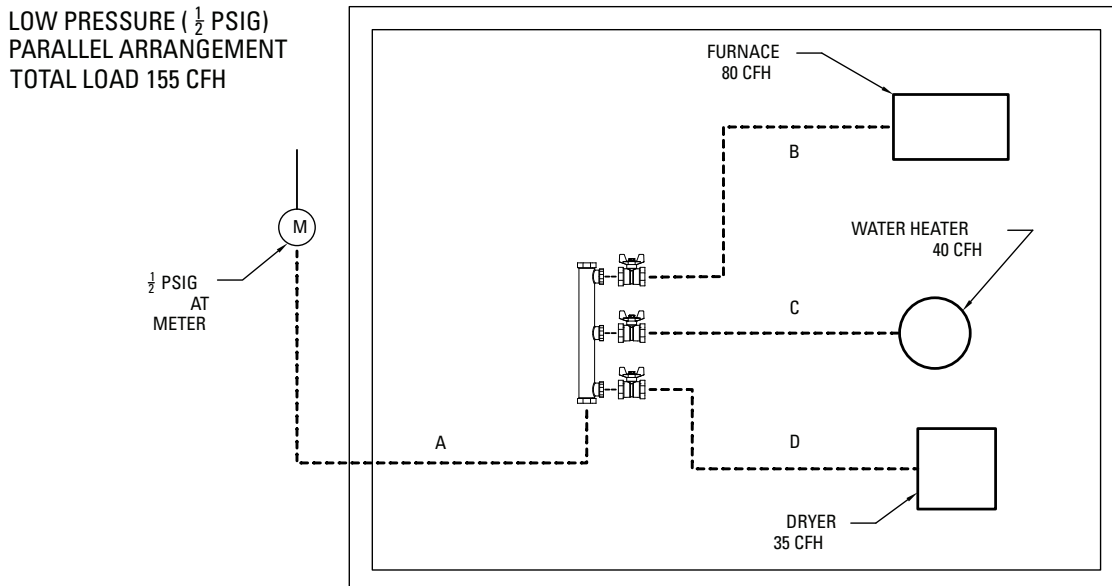 LOW PRESSURE ( 1/2 PSIG)
PARALLEL ARRANGEMENT
TOTAL LOAD 155 CFH
FURNACE
80 CFH
B
M
WATER HEATER
40 CFH
1/2 PSIG
AT
METER
C
A
D
DRYER
35 CFH